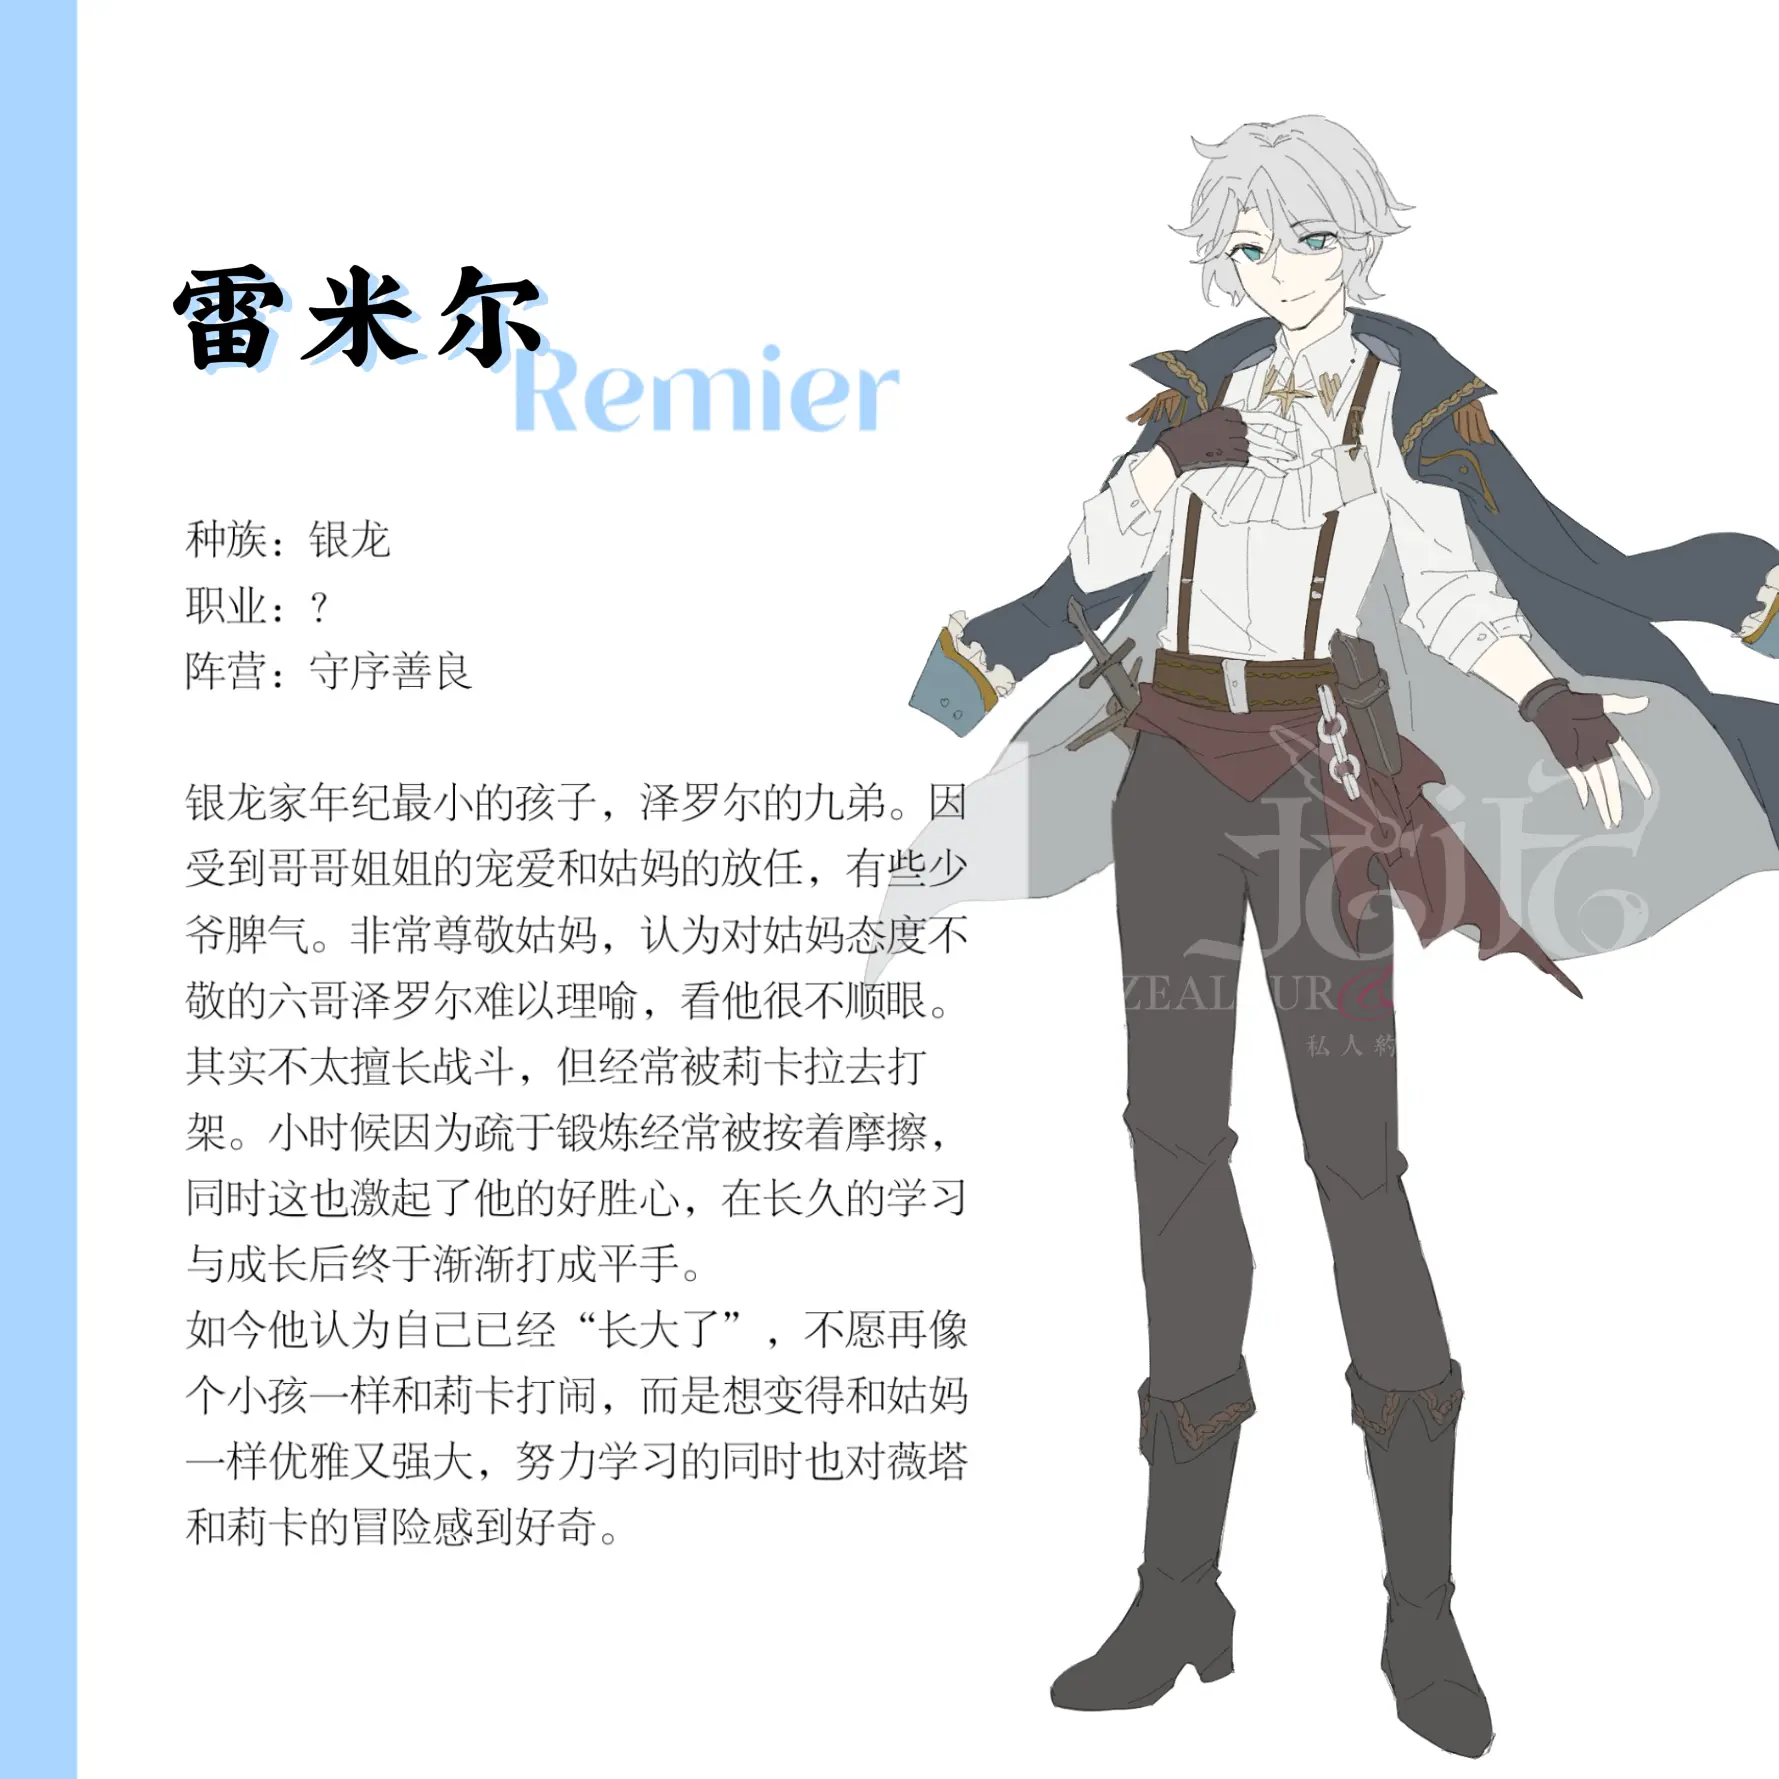 雷米尔
Remier
种族：银龙
职业：?
阵营：守序善良
银龙家年纪最小的孩子，泽罗尔的九弟。因
受到哥哥姐姐的宠爱和姑妈的放任，有些少
爷脾气。非常尊敬姑妈，认为对姑妈态度不
敬的六哥泽罗尔难以理喻，看他很不顺眼。
其实不太擅长战斗，但经常被莉卡拉去打
架。小时候因为疏于锻炼经常被按着摩擦，
同时这也激起了他的好胜心，在长久的学习
与成长后终于渐渐打成平手。
如今他认为自己已经“长大了”，不愿再像
个小孩一样和莉卡打闹，而是想变得和姑妈
一样优雅又强大，努力学习的同时也对薇塔
和莉卡的冒险感到好奇。
私人約